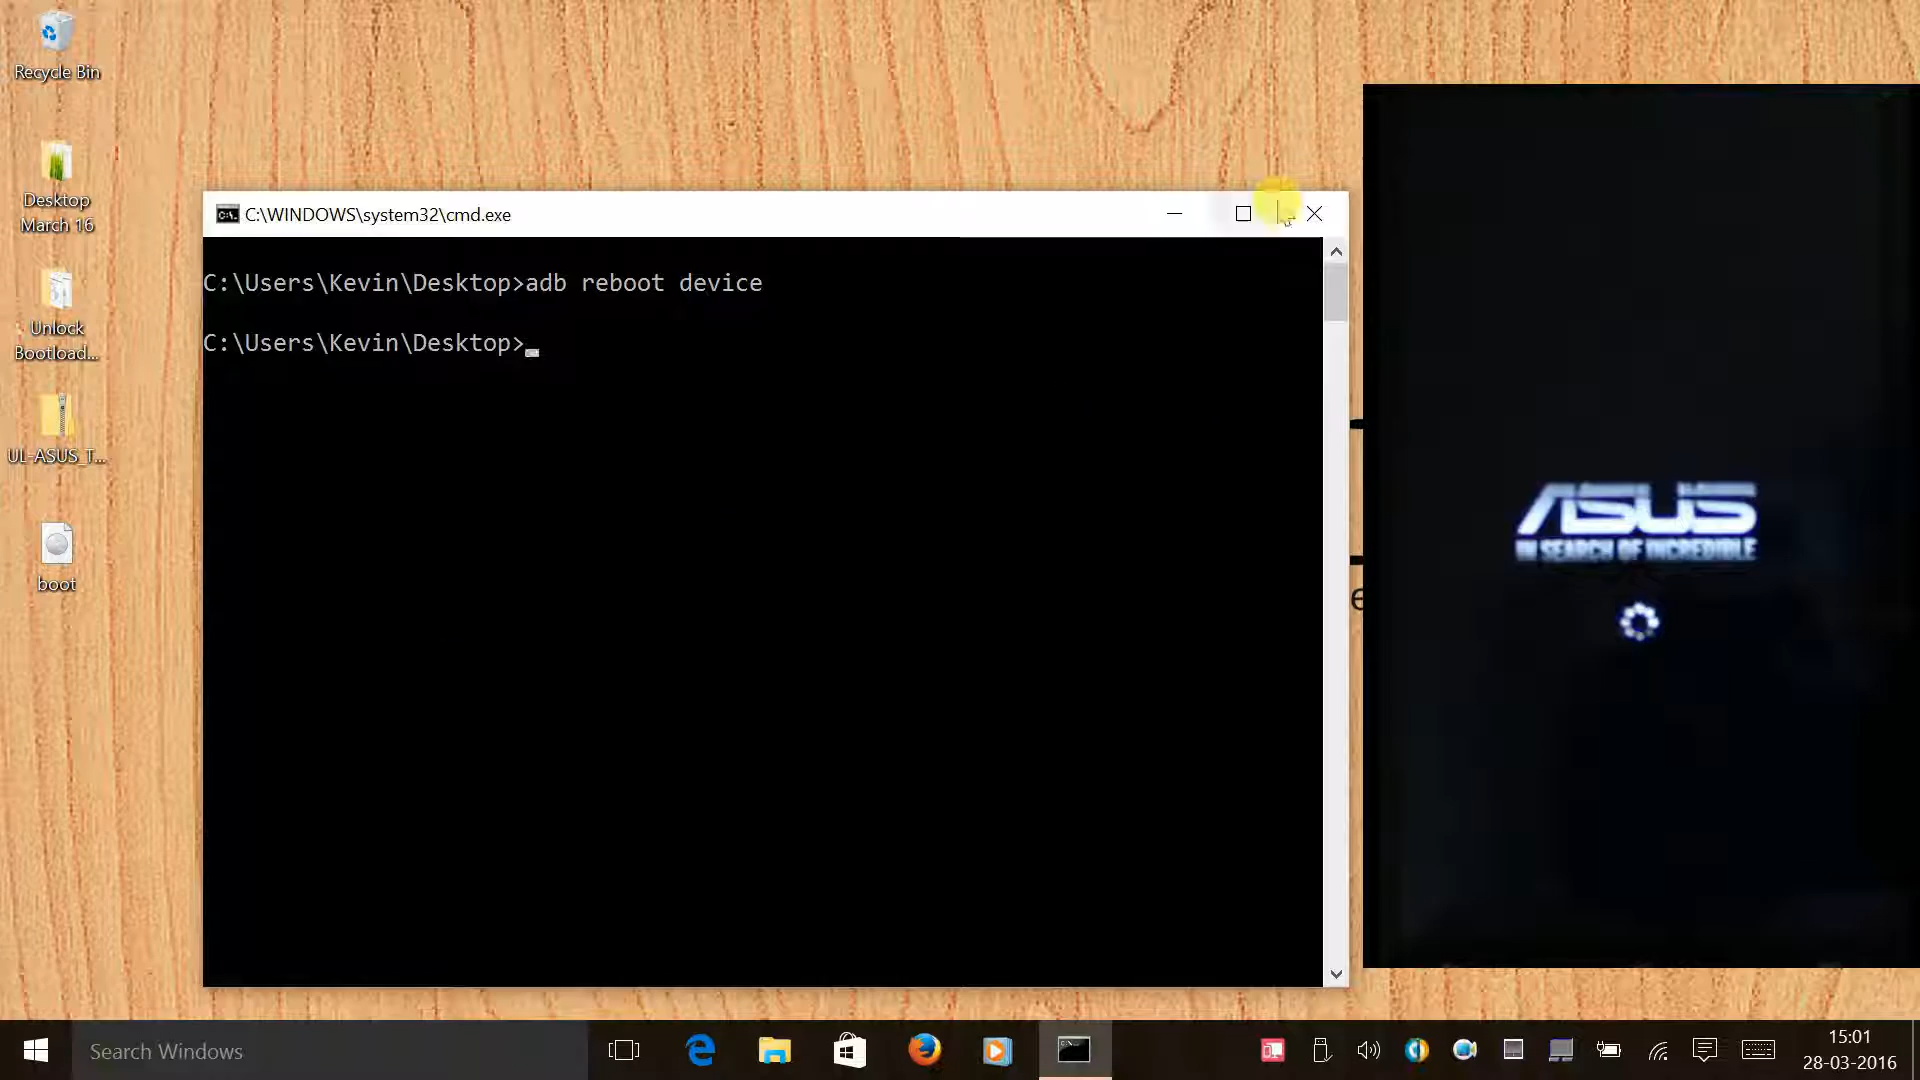 Recycle Bin
Desktop
March 16
Unlock
Bootload...
UL-ASUS_T...
boot
C:\WINDOWS\system32\cmd.exe
C:\Users\Kevin\Desktop>adb reboot device
C:\Users\Kevin\Desktop>
e
ASUS
IN SEARCH OF INCREDIBLE
Search Windows
15:01
28-03-2016